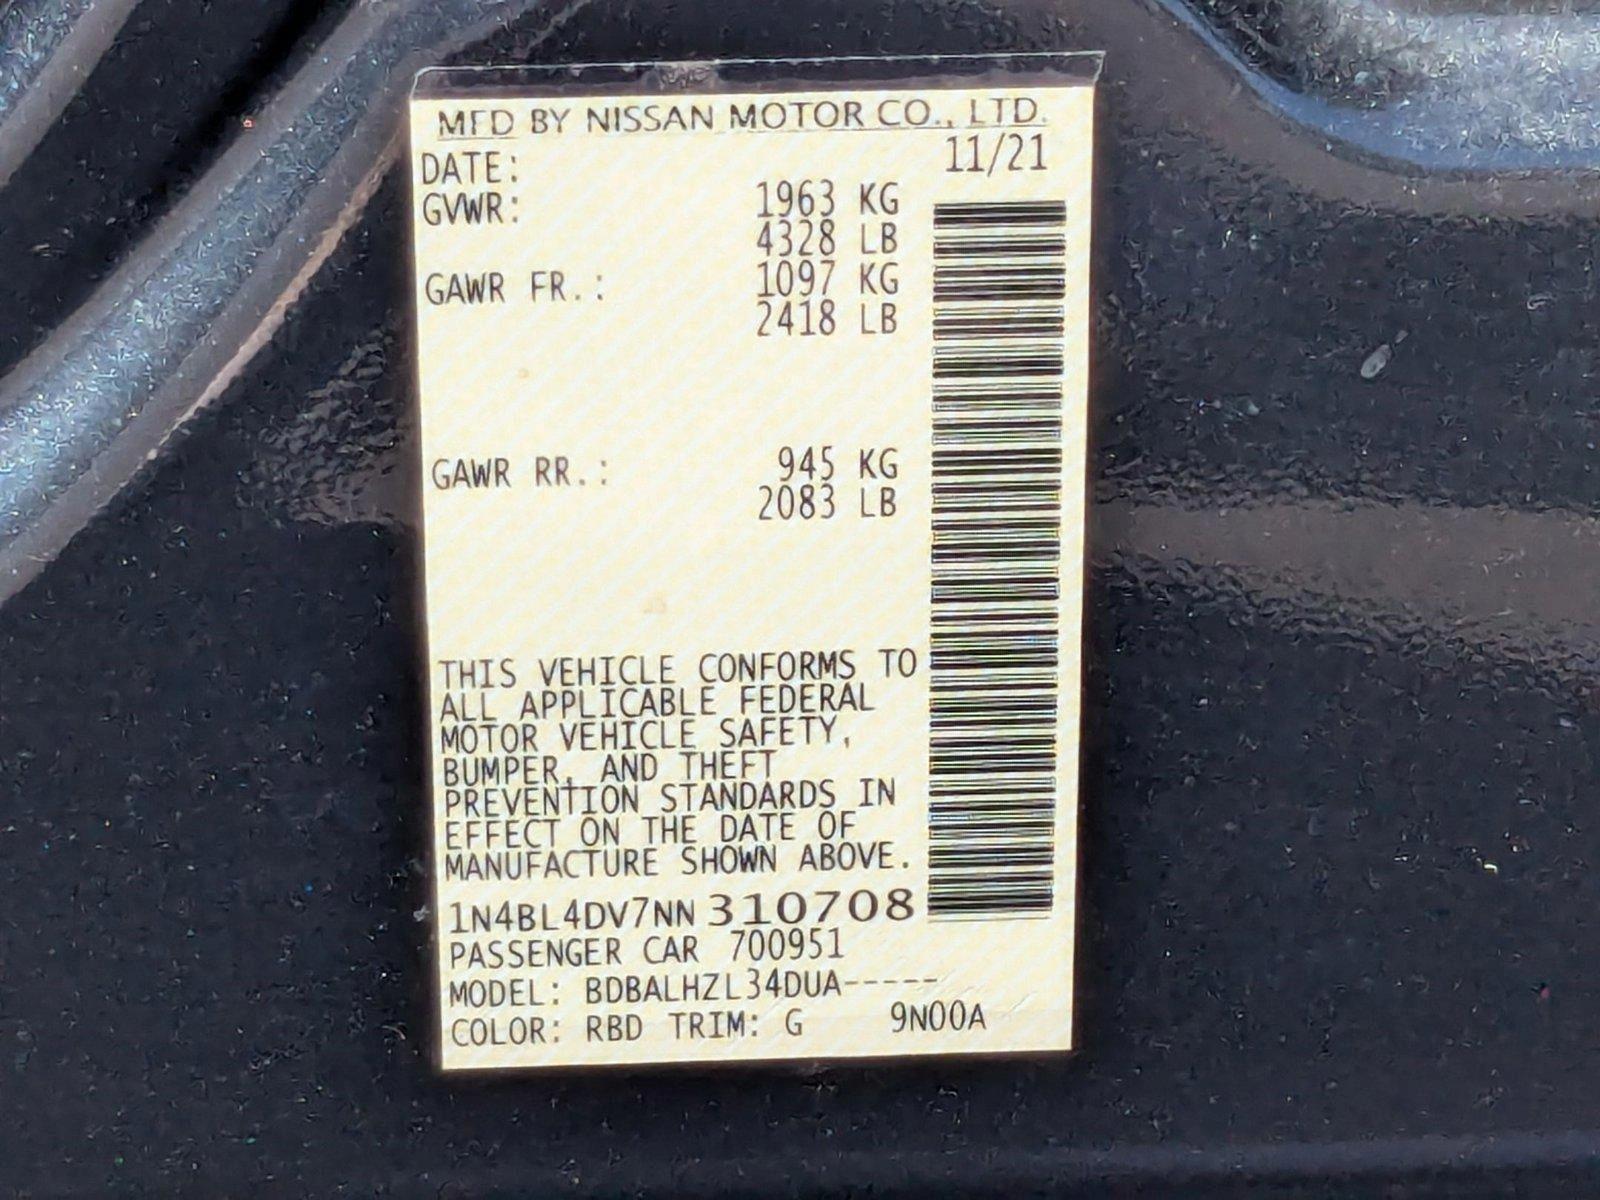 MFD BY NISSAN MOTOR CO., LTD.
DATE: 11/21
GVWR: 1963 KG
4328 LB
GAWR FR.: 1097 KG
2418 LB
GAWR RR.: 945 KG
2083 LB
THIS VEHICLE CONFORMS TO
ALL APPLICABLE FEDERAL
MOTOR VEHICLE SAFETY,
BUMPER, AND THEFT
PREVENTION STANDARDS IN
EFFECT ON THE DATE OF
MANUFACTURE SHOWN ABOVE.
1N4BL4DV7NN 310708
PASSENGER CAR 700951
MODEL: BDBALHZL34DUA-----
COLOR: RBD TRIM: G 9N00A